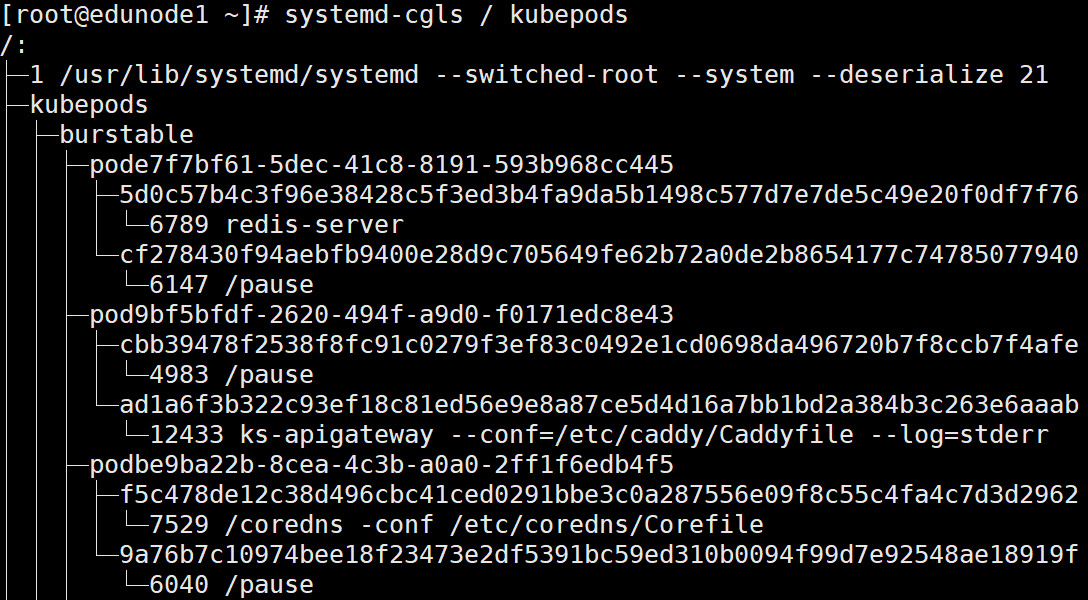 [root@edunode1 ~]# systemd-cgls / kubepods
/:
├─1 /usr/lib/systemd/systemd --switched-root --system --deserialize 21
├─kubepods
│ ├─burstable
│ │ ├─pode7f7bf61-5dec-41c8-8191-593b968cc445
│ │ │ ├─5d0c57b4c3f96e38428c5f3ed3b4fa9da5b1498c577d7e7de5c49e20f0df7f76
│ │ │ │ └─6789 redis-server
│ │ │ └─cf278430f94aebfb9400e28d9c705649fe62b72a0de2b8654177c74785077940
│ │ │   └─6147 /pause
│ │ ├─pod9bf5bfdf-2620-494f-a9d0-f0171edc8e43
│ │ │ ├─cbb39478f2538f8fc91c0279f3ef83c0492e1cd0698da496720b7f8ccb7f4afe
│ │ │ │ └─4983 /pause
│ │ │ └─ad1a6f3b322c93ef18c81ed56e9e8a87ce5d4d16a7bb1bd2a384b3c263e6aaab
│ │ │   └─12433 ks-apigateway --conf=/etc/caddy/Caddyfile --log=stderr
│ │ ├─podbe9ba22b-8cea-4c3b-a0a0-2ff1f6edb4f5
│ │ │ ├─f5c478de12c38d496cbc41ced0291bbe3c0a287556e09f8c55c4fa4c7d3d2962
│ │ │ │ └─7529 /coredns -conf /etc/coredns/Corefile
│ │ │ └─9a76b7c10974bee18f23473e2df5391bc59ed310b0094f99d7e92548ae18919f
│ │ │   └─6040 /pause